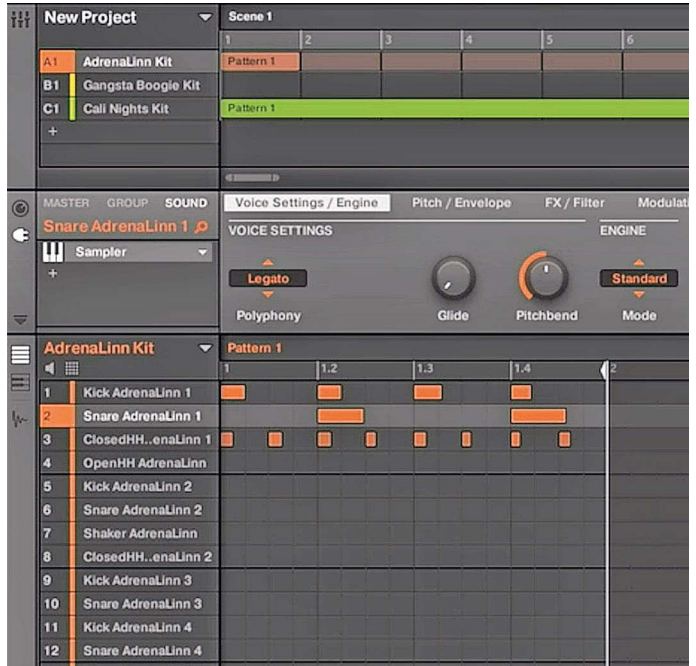 New Project
Scene 1
1 2 3 4 5 6
A1 AdrenaLinn Kit Pattern 1
B1 Gangsta Boogie Kit
C1 Cali Nights Kit Pattern 1
+
MASTER GROUP SOUND
Snare AdrenaLinn 1
Sampler
+
Voice Settings / Engine Pitch / Envelope FX / Filter Modulati
VOICE SETTINGS ENGINE
Legato Standard
Polyphony Glide Pitchbend Mode
AdrenaLinn Kit Pattern 1
1 1.2 1.3 1.4 2
1 Kick AdrenaLinn 1
2 Snare AdrenaLinn 1
3 ClosedHH..enaLinn 1
4 OpenHH AdrenaLinn
5 Kick AdrenaLinn 2
6 Snare AdrenaLinn 2
7 Shaker AdrenaLinn
8 ClosedHH..enaLinn 2
9 Kick AdrenaLinn 3
10 Snare AdrenaLinn 3
11 Kick AdrenaLinn 4
12 Snare AdrenaLinn 4